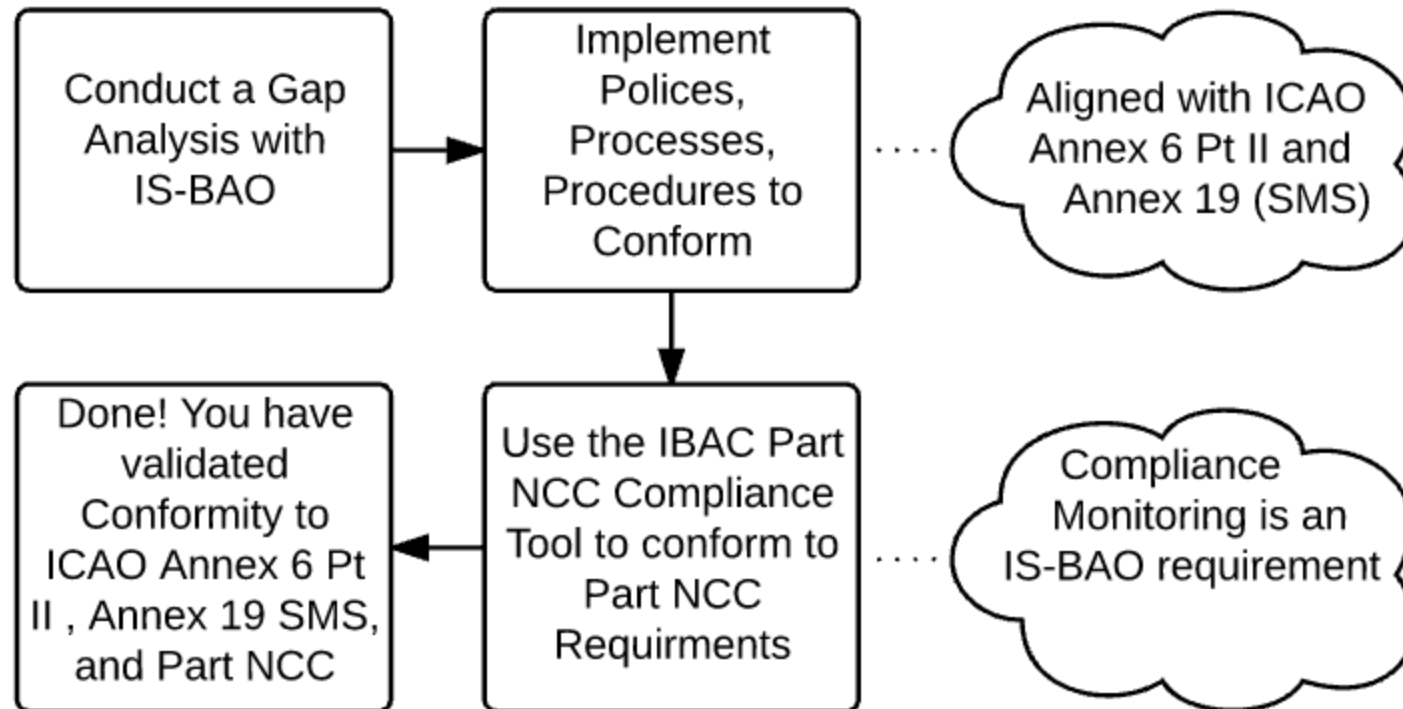 Conduct a Gap
Analysis with
IS-BAO
Implement
Polices,
Processes,
Procedures to
Conform
Aligned with ICAO
Annex 6 Pt II and
Annex 19 (SMS)
Done! You have
validated
Conformity to
ICAO Annex 6 Pt
II , Annex 19 SMS,
and Part NCC
Use the IBAC Part
NCC Compliance
Tool to conform to
Part NCC
Requirments
Compliance
Monitoring is an
IS-BAO requirement